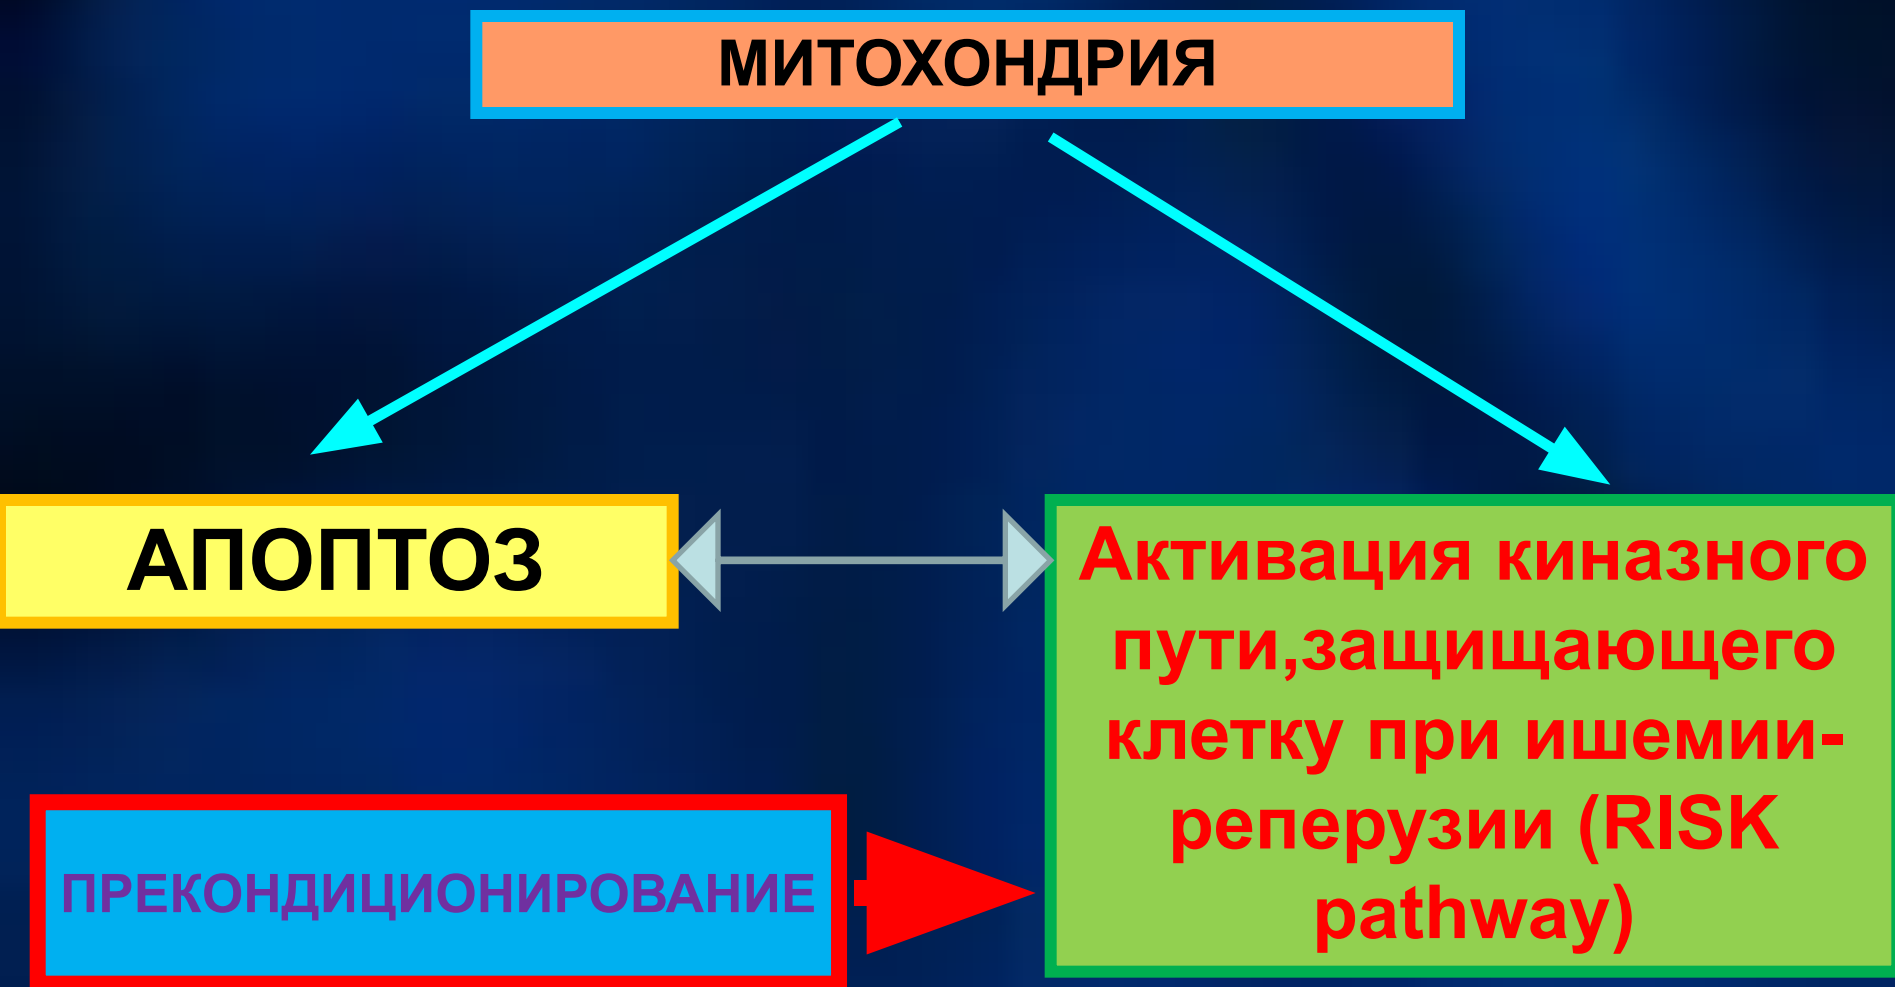 МИТОХОНДРИЯ
АПОПТОЗ
Активация киназного
пути,защищающего
клетку при ишемии-
реперузии (RISK
pathway)
ПРЕКОНДИЦИОНИРОВАНИЕ